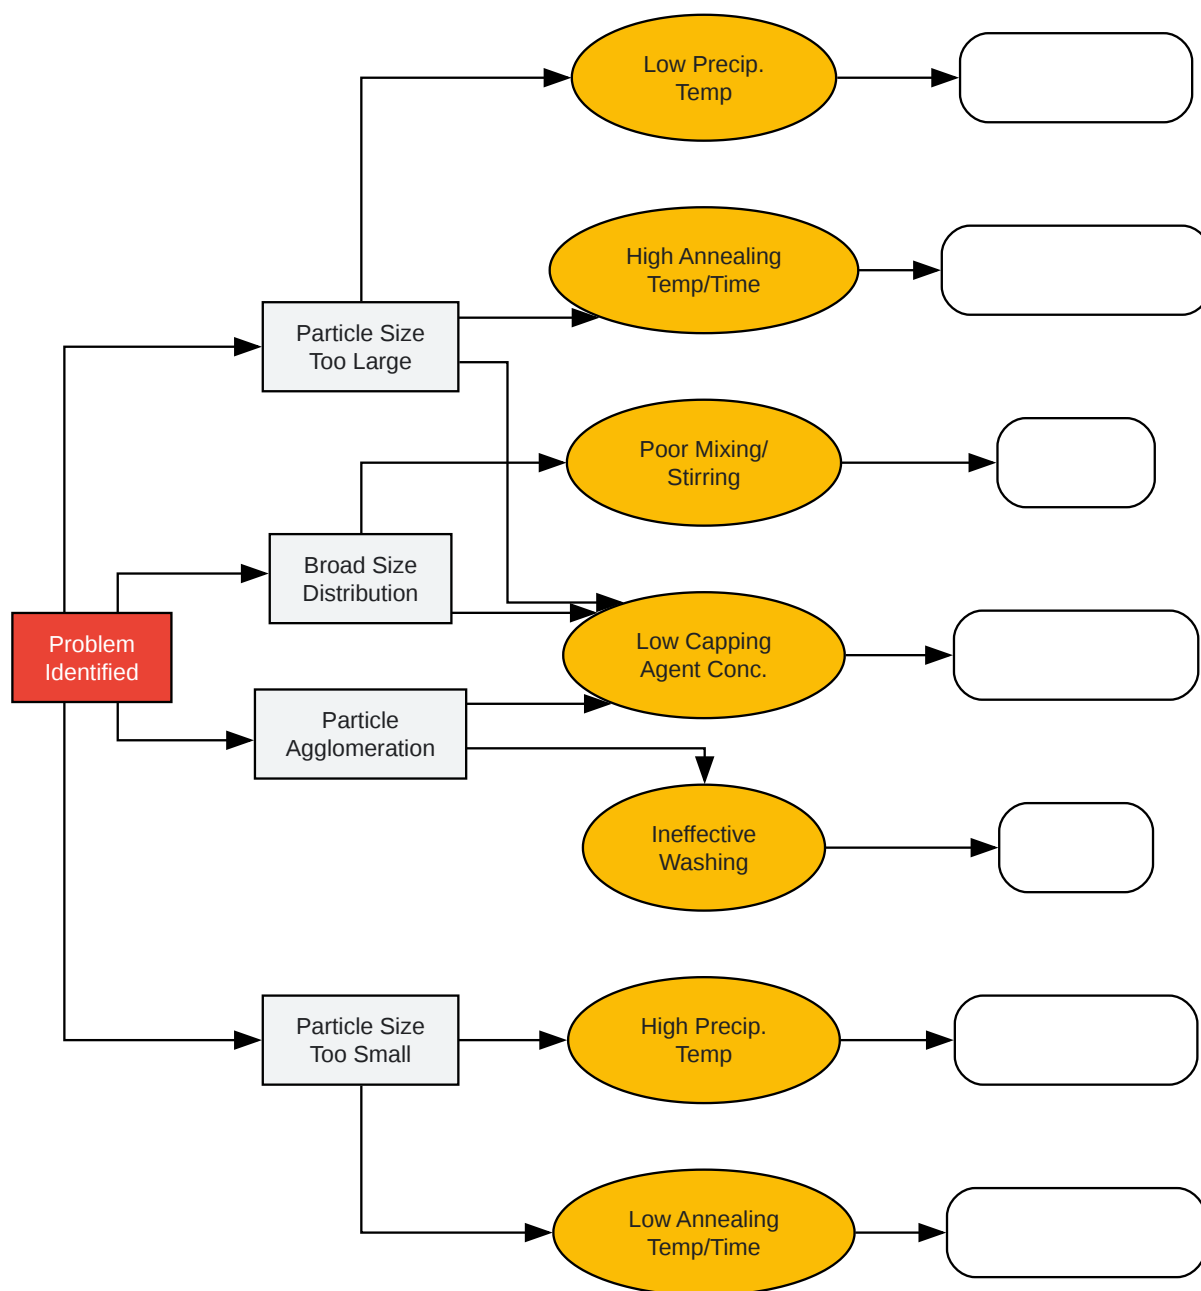 Low Precip.
Temp
High Annealing
Temp/Time
Particle Size
Too Large
Poor Mixing/
Stirring
Broad Size
Distribution
Problem
Identified
Low Capping
Agent Conc.
Particle
Agglomeration
Ineffective
Washing
Particle Size
Too Small
High Precip.
Temp
Low Annealing
Temp/Time